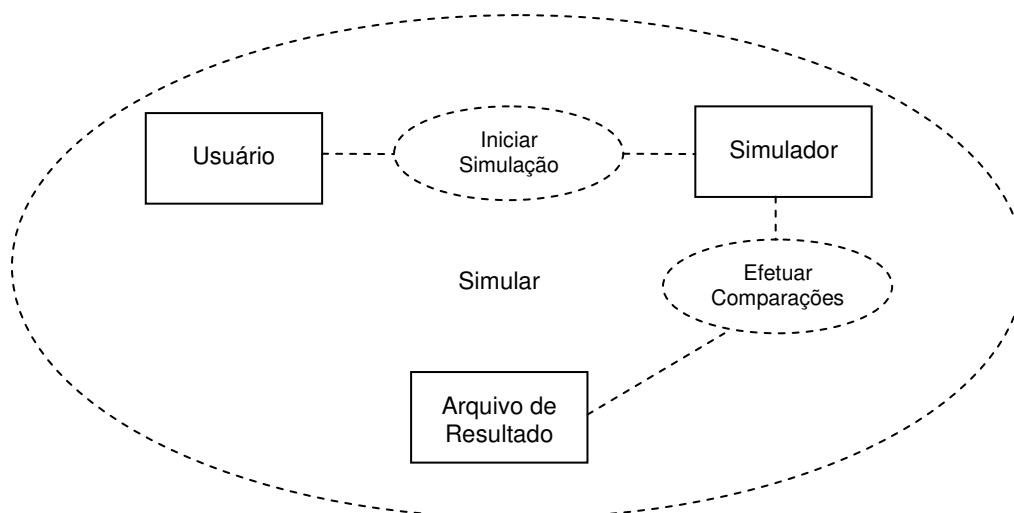 Usuário
Iniciar
Simulação
Simulador
Simular
Efetuar
Comparações
Arquivo de
Resultado